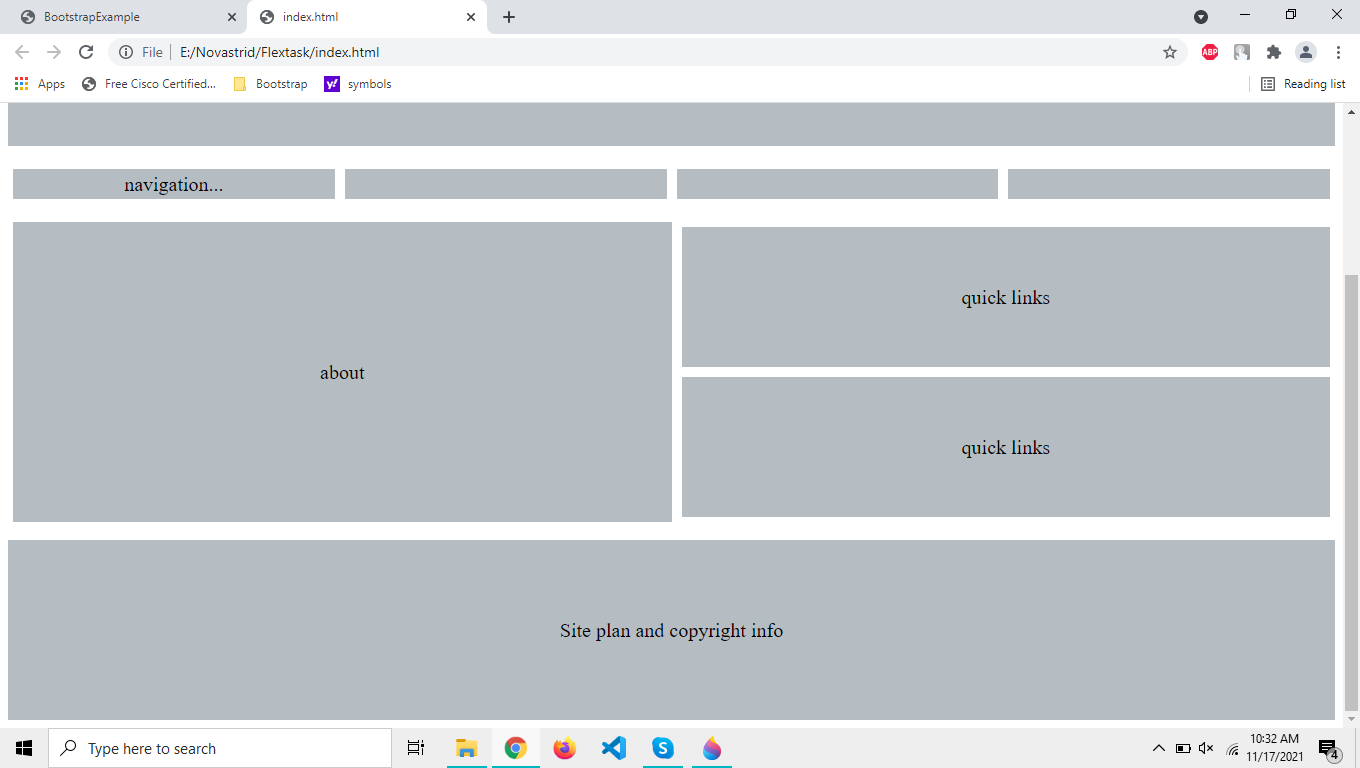 BootstrapExample
index.html
File
E:/Novastrid/Flextask/index.html
ABP
Apps
Free Cisco Certified...
Bootstrap
y!
symbols
Reading list
navigation...
about
quick links
quick links
Site plan and copyright info
Type here to search
S
10:32 AM
11/17/2021
4